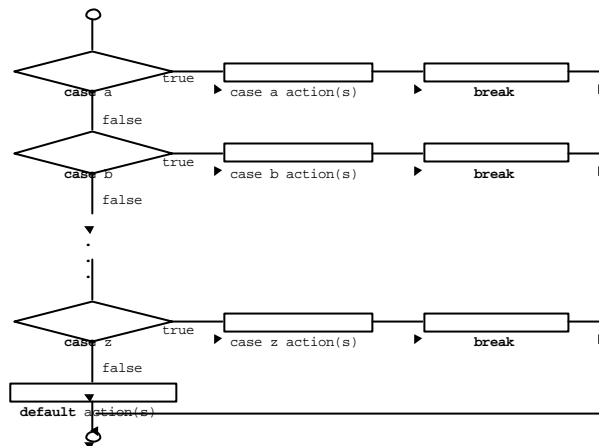 true
case a
case a action(s)
break
false
true
case b
case b action(s)
break
false
.
.
.
true
case z
case z action(s)
break
false
default action(s)